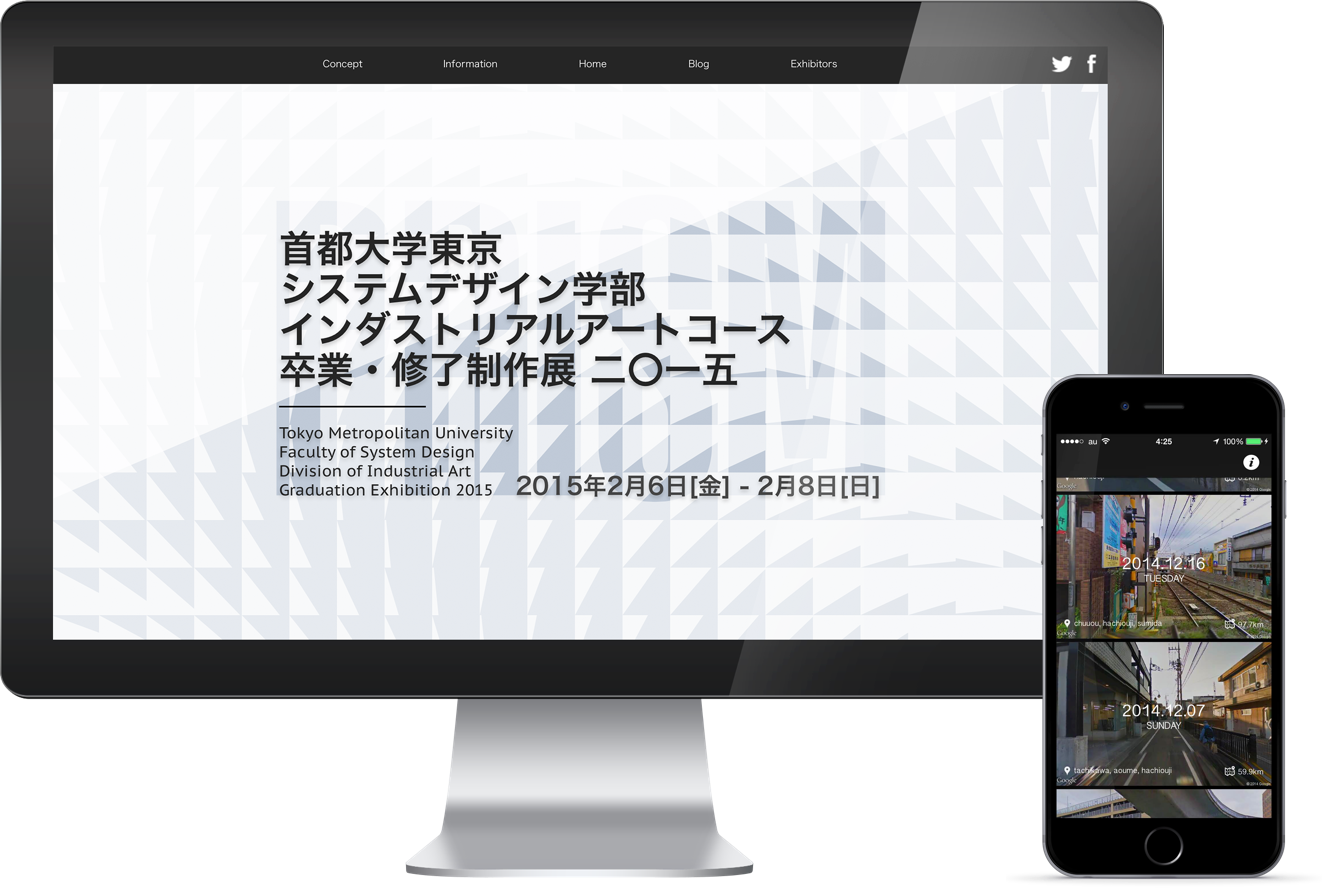 Concept
Information
Home
Blog
Exhibitors
首都大学東京
システムデザイン学部
インダストリアルアートコース
卒業・修了制作展 二〇一五
Tokyo Metropolitan University
Faculty of System Design
Division of Industrial Art
Graduation Exhibition 2015
2015年2月6日[金] - 2月8日[日]
au
4:25
100%
2014.12.16
TUESDAY
chuuou, hachiouji, sumida
97.7km
Google
2014.12.07
SUNDAY
tachikawa, aoume, hachiouji
59.9km
Google
© 2014 Google